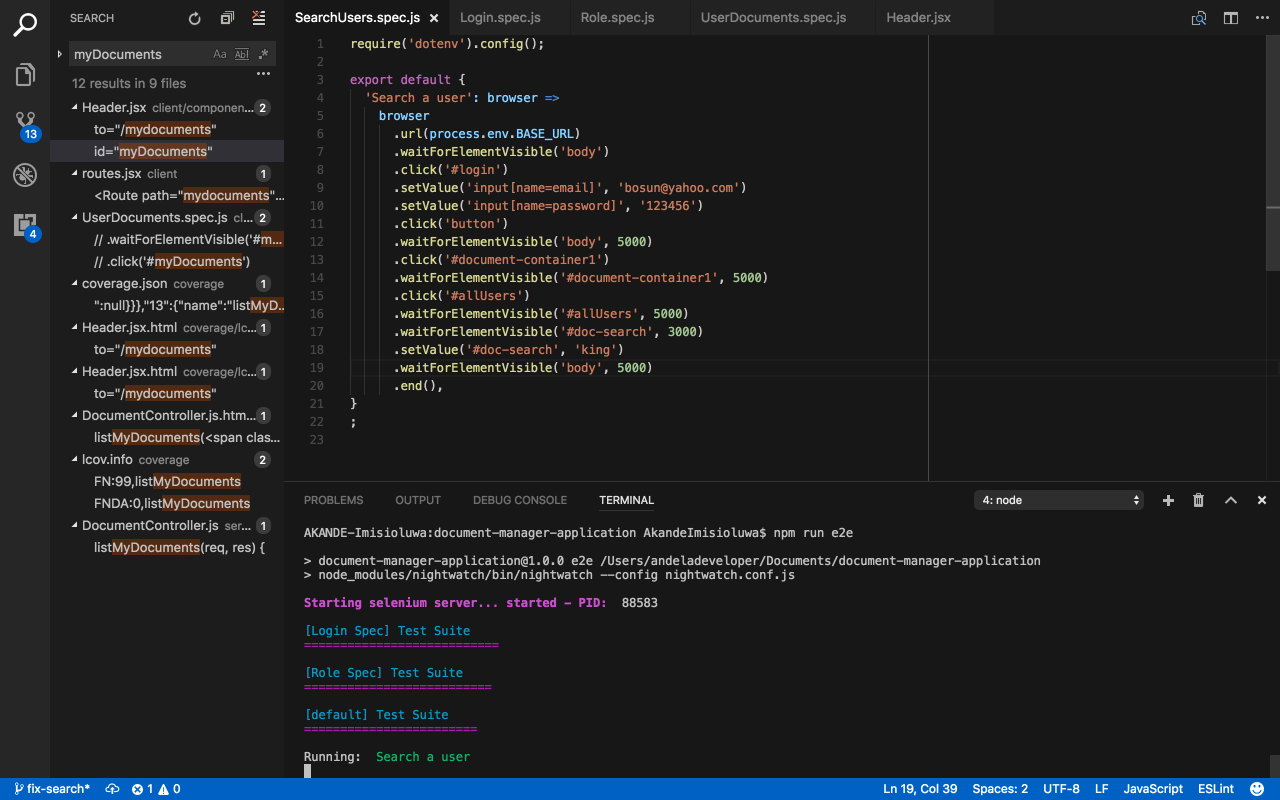 SEARCH
myDocuments
Aa Abl .*
12 results in 9 files
Header.jsx client/componen... 2
to="/mydocuments"
id="myDocuments"
routes.jsx client 1
<Route path="mydocuments"...
UserDocuments.spec.js cl... 2
// .waitForElementVisible('#m...
// .click('#myDocuments')
coverage.json coverage 1
":null}}},"13":{"name":"listMyD...
Header.jsx.html coverage/lc... 1
to="/mydocuments"
Header.jsx.html coverage/lc... 1
to="/mydocuments"
DocumentController.js.htm... 1
listMyDocuments(<span clas...
lcov.info coverage 2
FN:99,listMyDocuments
FNDA:0,listMyDocuments
DocumentController.js ser... 1
listMyDocuments(req, res) {
13
4
SearchUsers.spec.js Login.spec.js Role.spec.js UserDocuments.spec.js Header.jsx
1 require('dotenv').config();
2
3 export default {
4 'Search a user': browser =>
5 browser
6 .url(process.env.BASE_URL)
7 .waitForElementVisible('body')
8 .click('#login')
9 .setValue('input[name=email]', 'bosun@yahoo.com')
10 .setValue('input[name=password]', '123456')
11 .click('button')
12 .waitForElementVisible('body', 5000)
13 .click('#document-container1')
14 .waitForElementVisible('#document-container1', 5000)
15 .click('#allUsers')
16 .waitForElementVisible('#allUsers', 5000)
17 .waitForElementVisible('#doc-search', 3000)
18 .setValue('#doc-search', 'king')
19 .waitForElementVisible('body', 5000)
20 .end(),
21 }
22 ;
23
PROBLEMS OUTPUT DEBUG CONSOLE TERMINAL 4: node
AKANDE-Imisioluwa:document-manager-application AkandeImisioluwa$ npm run e2e
> document-manager-application@1.0.0 e2e /Users/andeladeveloper/Documents/document-manager-application
> node_modules/nightwatch/bin/nightwatch --config nightwatch.conf.js
Starting selenium server... started - PID: 88583
[Login Spec] Test Suite
===========================
[Role Spec] Test Suite
==========================
[default] Test Suite
========================
Running: Search a user
fix-search* 1 0 Ln 19, Col 39 Spaces: 2 UTF-8 LF JavaScript ESLint